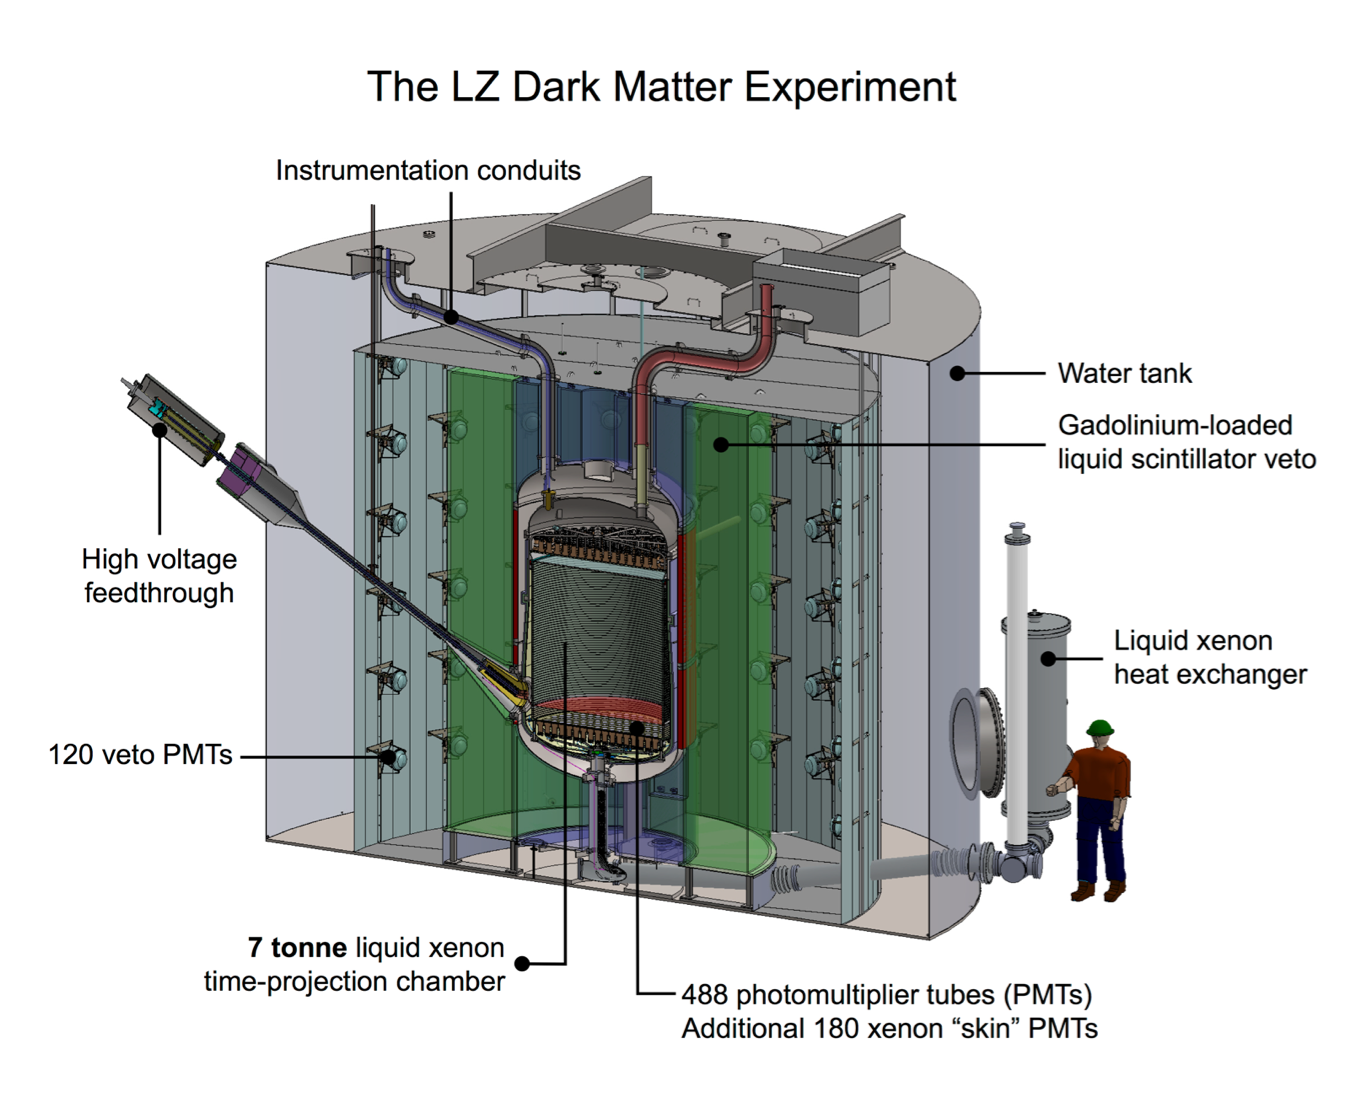 The LZ Dark Matter Experiment
Instrumentation conduits
Water tank
Gadolinium-loaded
liquid scintillator veto
High voltage
feedthrough
Liquid xenon
heat exchanger
120 veto PMTs
7 tonne liquid xenon
time-projection chamber
488 photomultiplier tubes (PMTs)
Additional 180 xenon “skin” PMTs